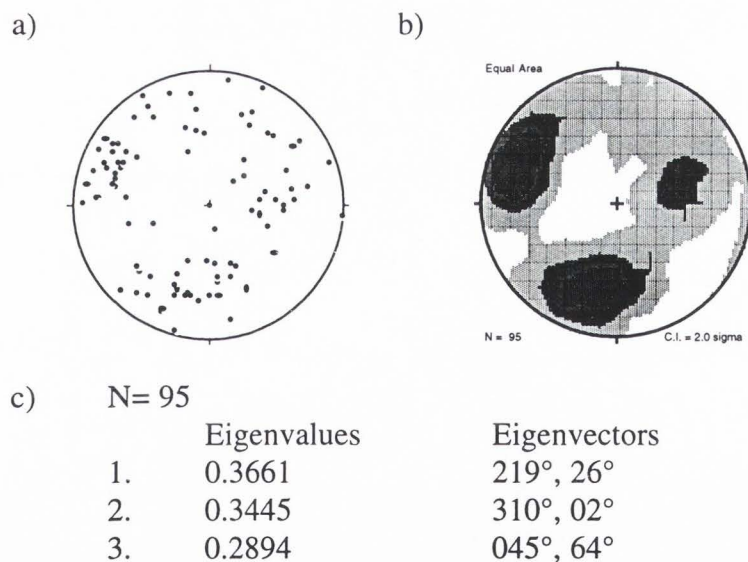 a)
b)
Equal Area
N = 95
C.I. = 2.0 sigma
c) N= 95
Eigenvalues Eigenvectors
1. 0.3661 219°, 26°
2. 0.3445 310°, 02°
3. 0.2894 045°, 64°